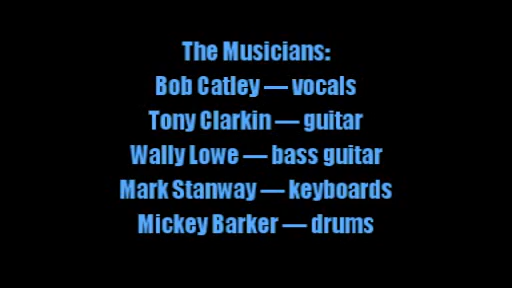 The Musicians:
Bob Catley — vocals
Tony Clarkin — guitar
Wally Lowe — bass guitar
Mark Stanway — keyboards
Mickey Barker — drums